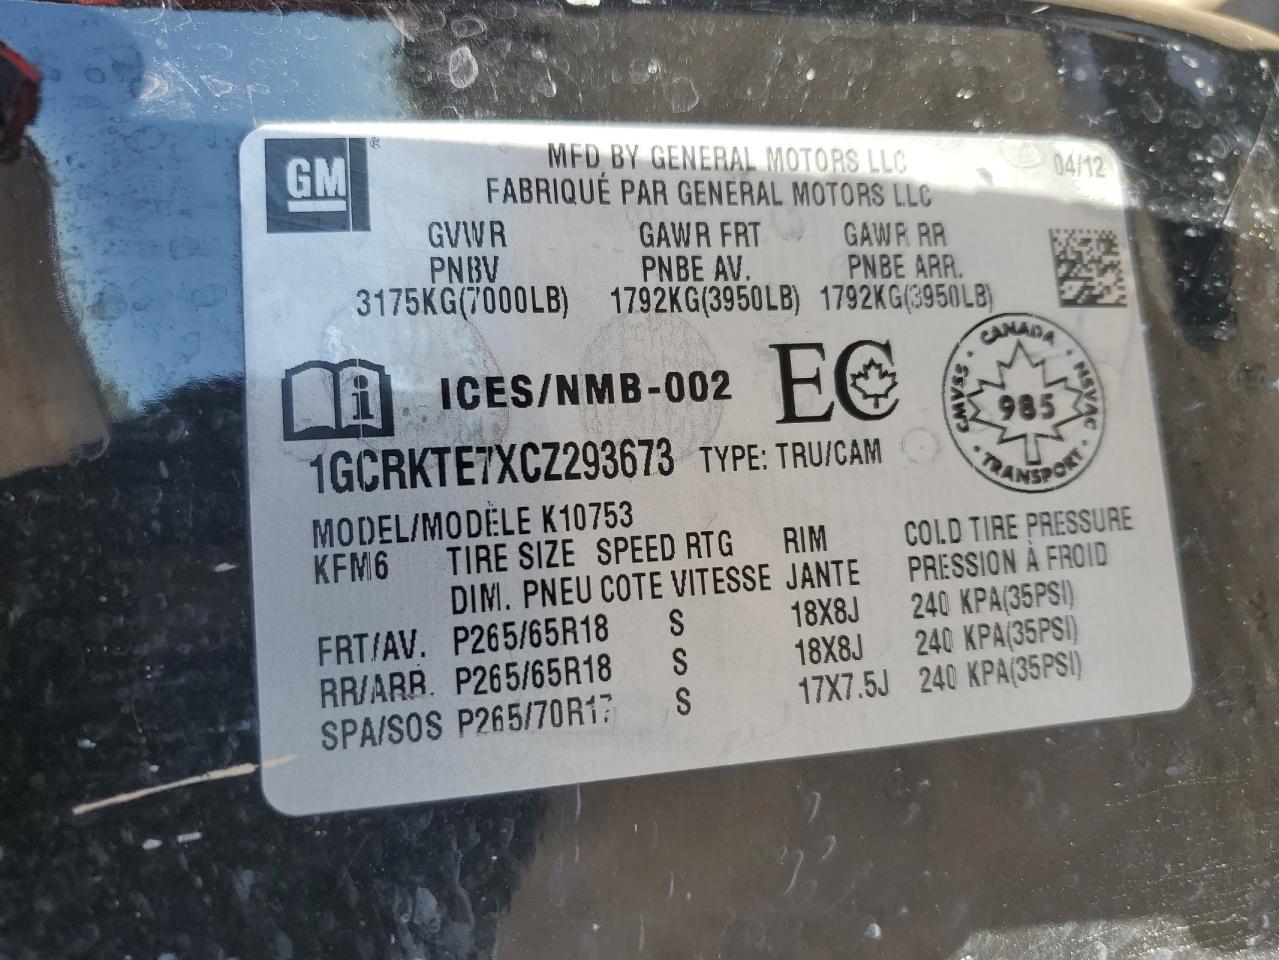 GM ®
MFD BY GENERAL MOTORS LLC 04/12
FABRIQUÉ PAR GENERAL MOTORS LLC
GVWR GAWR FRT GAWR RR
PNBV PNBE AV. PNBE ARR.
3175KG(7000LB) 1792KG(3950LB) 1792KG(3950LB)
i ICES/NMB-002 EC
CANADA · NSVAC · TRANSPORT · CMVSS · 985
1GCRKTE7XCZ293673 TYPE: TRU/CAM
MODEL/MODÈLE K10753
KFM6 TIRE SIZE SPEED RTG RIM COLD TIRE PRESSURE
DIM. PNEU COTE VITESSE JANTE PRESSION À FROID
FRT/AV. P265/65R18 S 18X8J 240 KPA(35PSI)
RR/ARR. P265/65R18 S 18X8J 240 KPA(35PSI)
SPA/SOS P265/70R17 S 17X7.5J 240 KPA(35PSI)